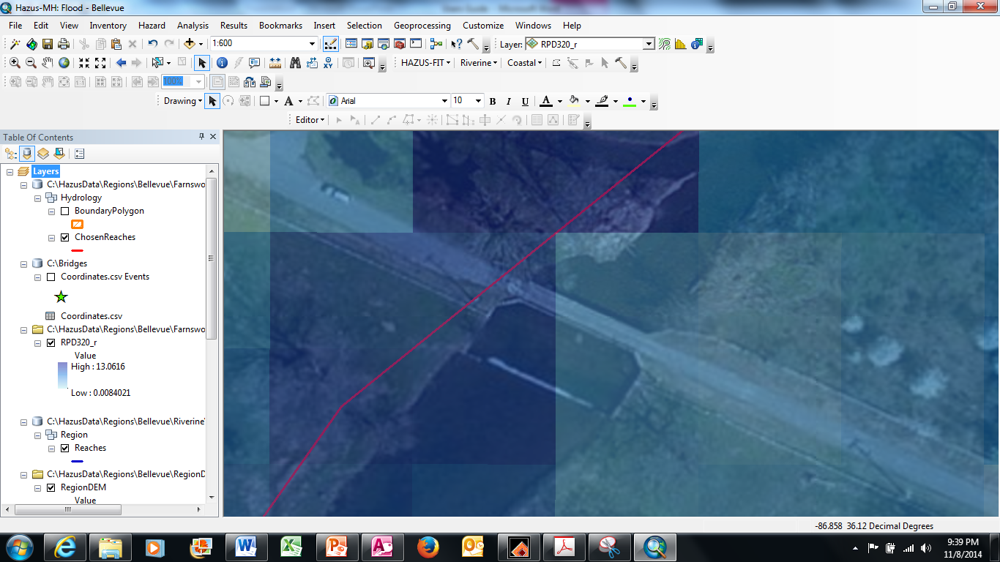 Hazus-MH: Flood - Bellevue
File Edit View Inventory Hazard Analysis Results Bookmarks Insert Selection Geoprocessing Customize Windows Help
1:600 Layer: RPD320_r
HAZUS-FIT Riverine Coastal
100%
Drawing A Arial 10 B I U A
Editor
Table Of Contents
Layers
C:\HazusData\Regions\Bellevue\Farnswo
Hydrology
BoundaryPolygon
ChosenReaches
C:\Bridges
Coordinates.csv Events
Coordinates.csv
C:\HazusData\Regions\Bellevue\Farnswo
RPD320_r
Value
High : 13.0616
Low : 0.0084021
C:\HazusData\Regions\Bellevue\Riverine
Region
Reaches
C:\HazusData\Regions\Bellevue\RegionD
RegionDEM
Value
-86.858 36.12 Decimal Degrees
9:39 PM
11/8/2014